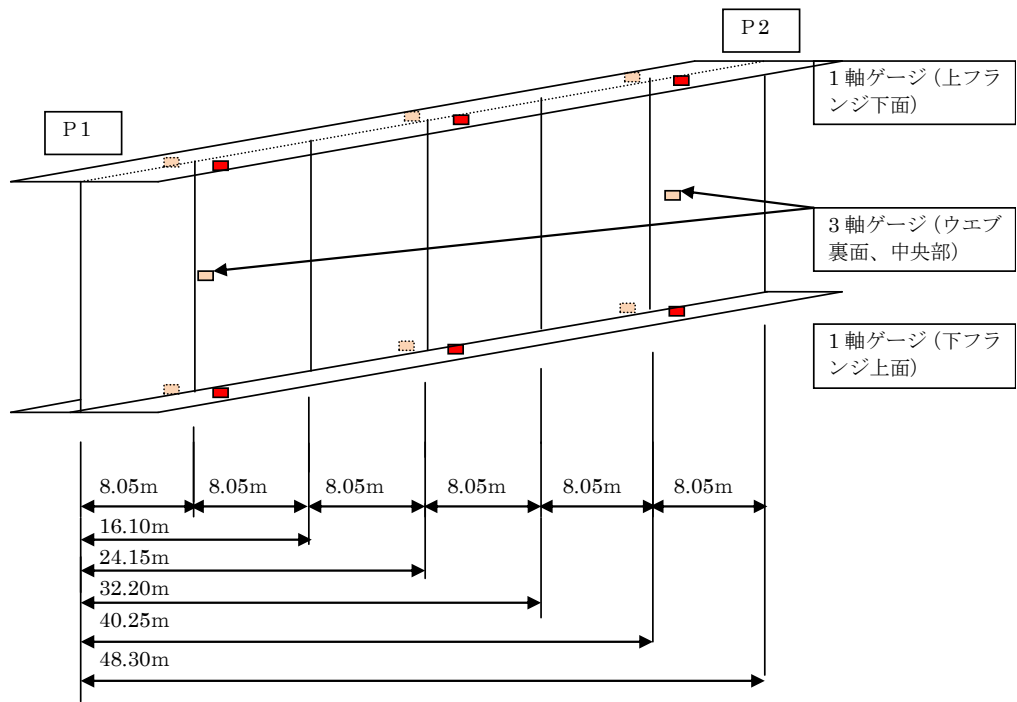 P2
1軸ゲージ（上フラ
ンジ下面）
P1
3軸ゲージ（ウエブ
裏面、中央部）
1軸ゲージ（下フラ
ンジ上面）
8.05m
8.05m
8.05m
8.05m
8.05m
8.05m
16.10m
24.15m
32.20m
40.25m
48.30m